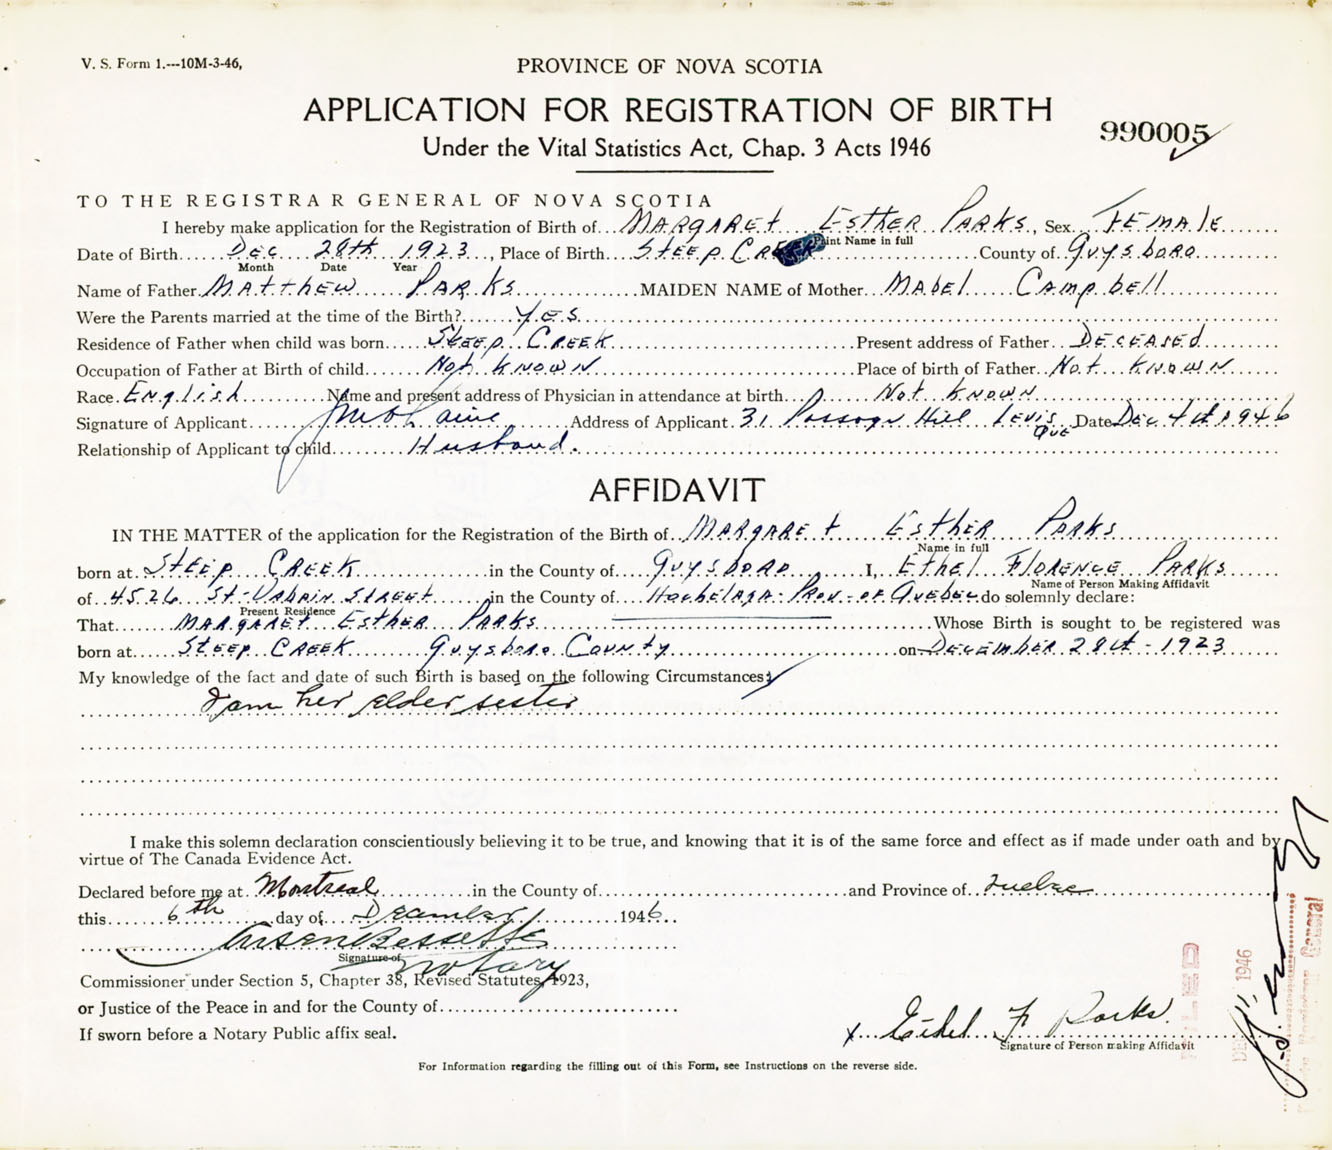 V. S. Form 1.---10M-3-46,
PROVINCE OF NOVA SCOTIA
APPLICATION FOR REGISTRATION OF BIRTH
990005
Under the Vital Statistics Act, Chap. 3 Acts 1946
TO THE REGISTRA R GENERAL OF NOVA SCOTIA
I hereby make application for the Registration of Birth of MARGARET ESTHER PARKS, Sex FEMALE
Print Name in full
Date of Birth DEC 28th 1923, Place of Birth STEEP CREEK County of GUYSBORO
Month Date Year
Name of Father MATTHEW PARKS MAIDEN NAME of Mother MABEL CAMPBELL
Were the Parents married at the time of the Birth? YES
Residence of Father when child was born STEEP CREEK Present address of Father DECEASED
Occupation of Father at Birth of child NOT KNOWN Place of birth of Father NOT KNOWN
Race ENGLISH Name and present address of Physician in attendance at birth NOT KNOWN
Signature of Applicant Address of Applicant 31 Hill LEVIS QUE Date DEC 4th 1946
Relationship of Applicant to child Husband.
AFFIDAVIT
IN THE MATTER of the application for the Registration of the Birth of MARGARET ESTHER PARKS
Name in full
born at STEEP CREEK in the County of GUYSBORO I, ETHEL FLORENCE PARKS
Name of Person Making Affidavit
of 4526 ST-URBAIN STREET in the County of Hochelaga-Prov.-OF QUEBEC do solemnly declare:
Present Residence
That MARGARET ESTHER PARKS Whose Birth is sought to be registered was
born at STEEP CREEK GUYSBORO COUNTY on DECEMBER 28th-1923
My knowledge of the fact and date of such Birth is based on the following Circumstances:
I am her elder sister
I make this solemn declaration conscientiously believing it to be true, and knowing that it is of the same force and effect as if made under oath and by
virtue of The Canada Evidence Act.
Declared before me at Montreal in the County of and Province of Quebec
this 6th day of December 1946
Bessette
Signature of
Notary
Commissioner under Section 5, Chapter 38, Revised Statutes, 1923,
or Justice of the Peace in and for the County of
If sworn before a Notary Public affix seal.
x Ethel F Parks.
Signature of Person making Affidavit
For Information regarding the filling out of this Form, see Instructions on the reverse side.
FILED
DEC 1946
Registrar General